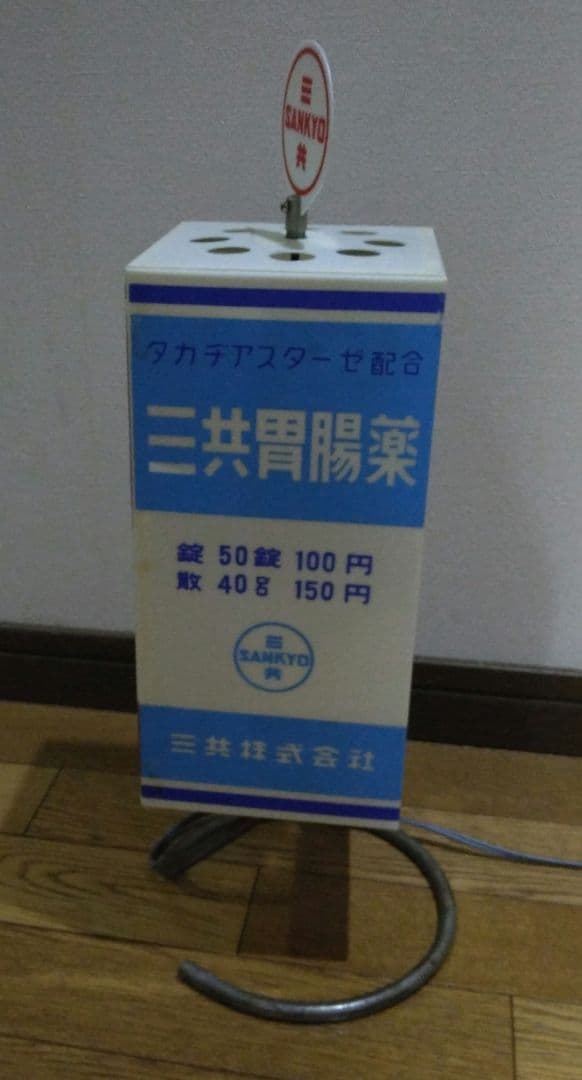 三
SANKYO
共
タカヂアスターゼ配合
三共胃腸薬
錠 50錠 100円
散 40g 150円
三
SANKYO
共
三共株式会社